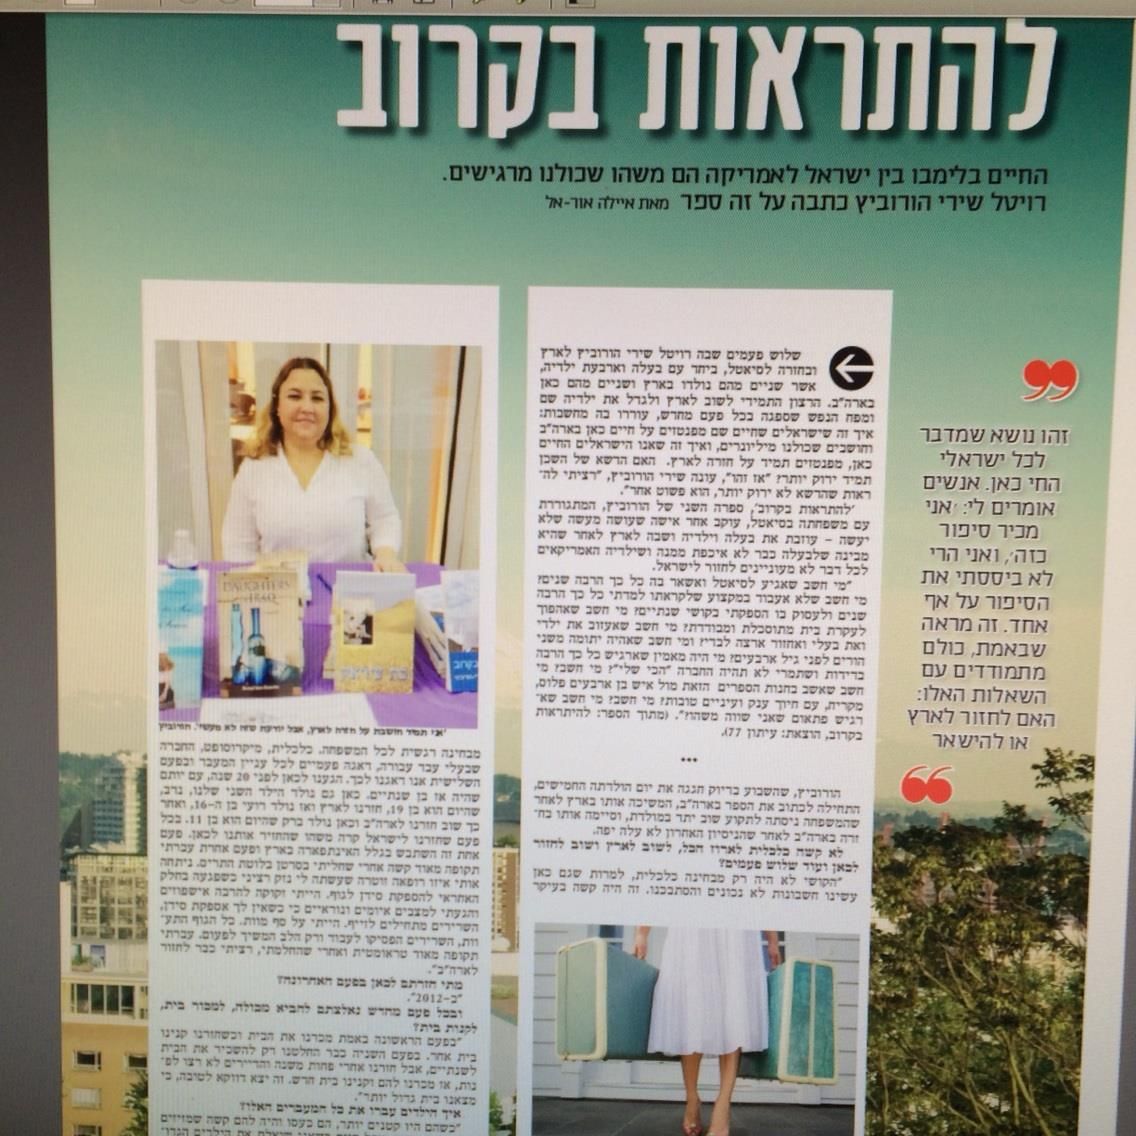 להתראות בקרוב
החיים בלימבו בין ישראל לאמריקה הם משהו שכולנו מרגישים.
רויטל שירי הורוביץ כתבה על זה ספר מאת איילה אור-אל
שלוש פעמים שבה רויטל שירי הורוביץ לארץ
ובחזרה לסיאטל, ביחד עם בעלה וארבעת ילדיה,
אשר שניים מהם נולדו בארץ ושניים מהם כאן
בארה"ב. הרצון התמידי לשוב לארץ ולגדל את ילדיה שם
ומפח הנפש שספגה בכל פעם מחדש, עוררו בה מחשבות:
איך זה שישראלים שחיים שם מפנטזים על חיים כאן בארה"ב
וחושבים שכולנו מיליונרים, ואיך זה שאנו הישראלים החיים
כאן, מפנטזים תמיד על חזרה לארץ. האם הדשא של השכן
תמיד ירוק יותר? "אז זהו", עונה שירי הורוביץ, "רציתי לה-
ראות שהדשא לא ירוק יותר, הוא פשוט אחר".
'להתראות בקרוב', ספרה השני של הורוביץ, המתגוררת
עם משפחתה בסיאטל, עוקב אחר אישה שעושה מעשה שלא
יעשה – עוזבת את בעלה וילדיה ושבה לארץ לאחר שהיא
מבינה שלבעלה כבר לא איכפת ממנה ושילדיה האמריקאים
לכל דבר לא מעוניינים לחזור לישראל.
"מי חשב שאגיע לסיאטל ואשאר בה כל כך הרבה שנים?
מי חשב שלא אעבוד במקצוע שלקראתו למדתי כל כך הרבה
שנים ולעסוק בו הספקתי בקושי שנתיים? מי חשב שאהפוך
לעקרת בית מתוסכלת ומבודדת? מי חשב שאעזוב את ילדי
ואת בעלי ואחזור ארצה לבדי? ומי חשב שאהיה יתומה משני
הורים לפני גיל ארבעים? מי היה מאמין שארגיש כל כך הרבה
בדידות ושתמרי לא תהיה החברה "הכי שלי"? מי חשב? מי
חשב שאשב בחנות הספרים הזאת מול איש בן ארבעים פלוס,
מקריח, עם חיוך ענק ועיניים טובות? מי חשב? מי חשב שא-
רגיש פתאום שאני שווה משהו?". (מתוך הספר: להיתראות
בקרוב, הוצאת: עיתון 77).
•••
הורוביץ, שהשבוע בדיוק חגגה את יום הולדתה החמישים,
התחילה לכתוב את הספר בארה"ב, המשיכה אותו בארץ לאחר
שהמשפחה ניסתה לתקוע שוב יתד במולדת, וסיימה אותו בח-
זרה בארה"ב לאחר שהניסיון האחרון לא עלה יפה.
לא קשה כלכלית לארוז הכל, לשוב לארץ ושוב לחזור
לכאן ועוד שלוש פעמים?
"הקושי לא היה רק מבחינה כלכלית, למרות שגם כאן
עשינו חשבונות לא נכונים והסתבכנו. זה היה קשה בעיקר
DAUGHTERS
IRAQ
בת עיראק
בקרוב
'אני תמיד חושבת על חזרה לארץ, אבל יודעת שזה לא מעשי'. הורוביץ
מבחינה רגשית לכל המשפחה. כלכלית, מיקרוסופט, החברה
שבעלי עבד עבורה, דאגה פעמיים לכל עניין המעבר ובפעם
השלישית אנו דאגנו לכך. הגענו לכאן לפני 20 שנה, עם יותם
שהיה אז בן שנתיים. כאן גם נולד הילד השני שלנו, נדב,
שהיום הוא בן 19, חזרנו לארץ ואז נולד רועי בן ה-16, ואחר
כך שוב חזרנו לארה"ב וכאן נולד ברק שהיום הוא בן 11. בכל
פעם שחזרנו לישראל קרה משהו שהחזיר אותנו לכאן. פעם
אחת זה השתבש בגלל האינתיפאדה בארץ ופעם אחרת עברתי
תקופה מאוד קשה אחרי שחליתי בסרטן בלוטת התריס. ניתחה
אותי איזו רופאה זוטרה שעשתה לי נזק רציני כשפגעה בחלק
האחראי להספקת סידן לגוף. הייתי זקוקה להרבה אישפוזים
והגעתי למצבים איומים ונוראיים כי כשאין לך אספקת סידן,
השרירים מתחילים לזייף. הייתי על סף מוות. כל הגוף התע-
וות, השרירים הפסיקו לעבוד ורק הלב המשיך לפעום. עברתי
תקופה מאוד טראומטית ואחרי שהחלמתי, רציתי כבר לחזור
לארה"ב".
מתי חזרתם לכאן בפעם האחרונה?
"ב-2012".
ובכל פעם מחדש נאלצתם להביא מכולה, למכור בית,
לקנות בית?
"בפעם הראשונה באמת מכרנו את הבית וכשחזרנו קנינו
בית אחר. בפעם השניה כבר החלטנו רק להשכיר את הבית
לשנתיים, אבל חזרנו אחרי פחות משנה והדיירים לא רצו לפ-
נות, אז מכרנו להם וקנינו בית חדש. זה יצא דווקא לטובה, כי
מצאנו בית גדול יותר".
איך הילדים עברו את כל המעברים האלו?
"כשהם היו קטנים יותר, הם כעסו והיה להם קשה שמזיזים
זהו נושא שמדבר
לכל ישראלי
החי כאן. אנשים
אומרים לי: 'אני
מכיר סיפור
כזה', ואני הרי
לא ביססתי את
הסיפור על אף
אחד. זה מראה
שבאמת, כולם
מתמודדים עם
השאלות האלו:
האם לחזור לארץ
או להישאר